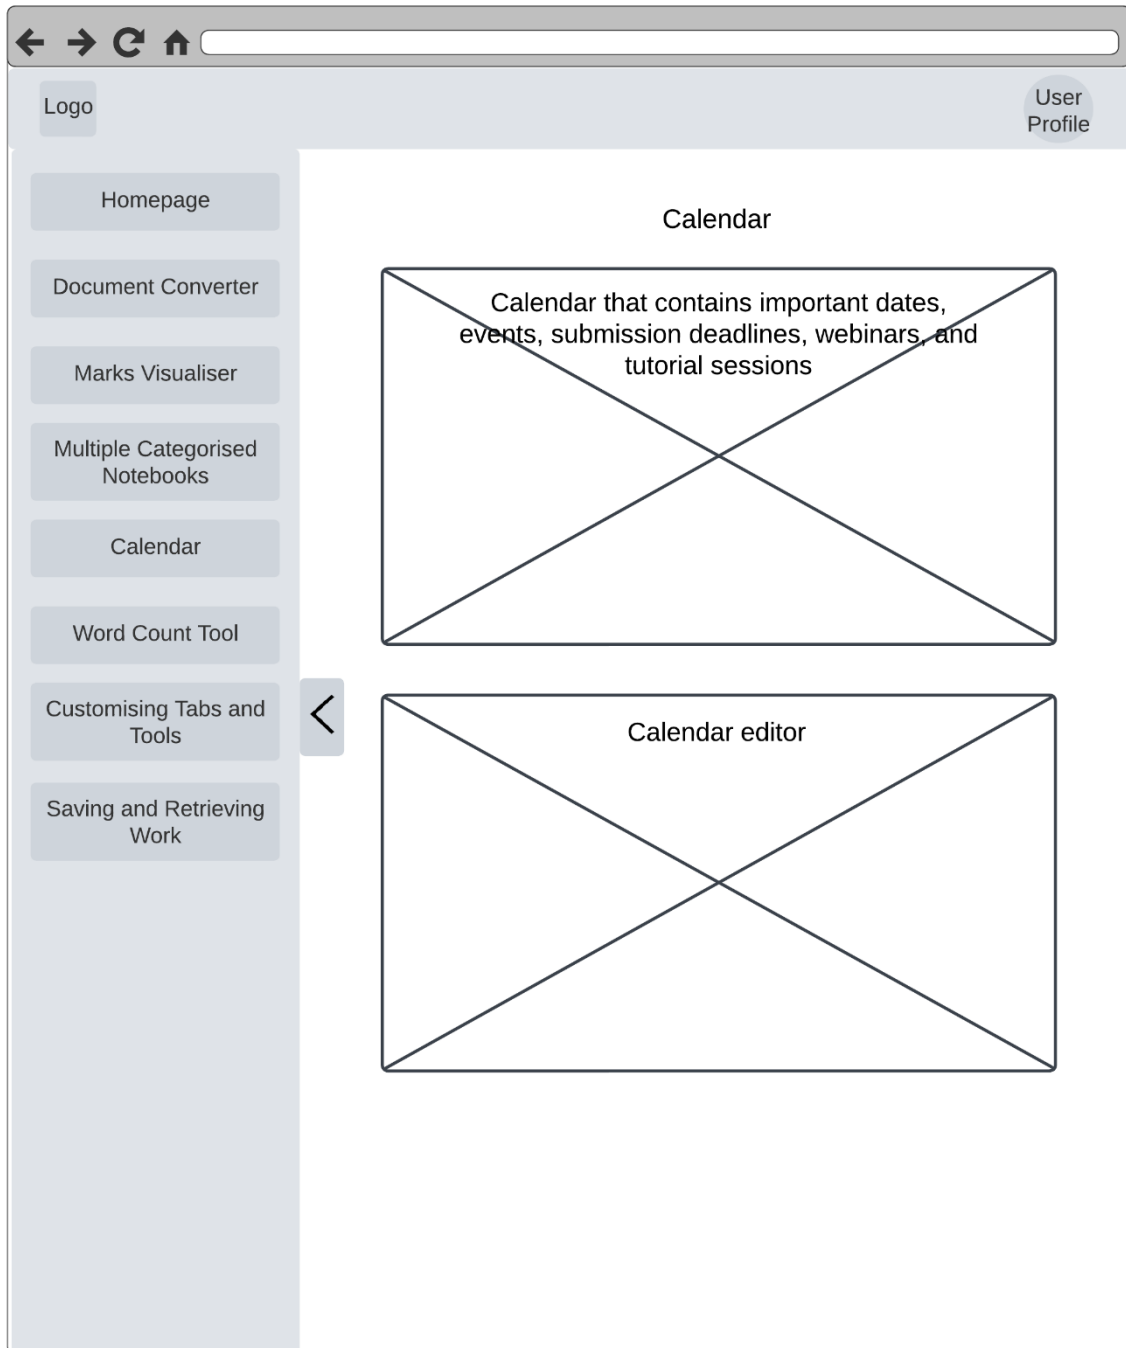 Logo
User
Profile
Homepage
Document Converter
Marks Visualiser
Multiple Categorised
Notebooks
Calendar
Word Count Tool
Customising Tabs and
Tools
Saving and Retrieving
Work
Calendar
Calendar that contains important dates,
events, submission deadlines, webinars, and
tutorial sessions
Calendar editor